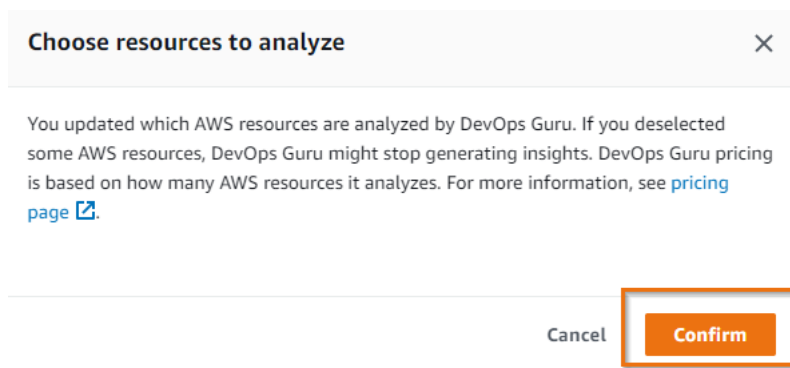 Choose resources to analyze
You updated which AWS resources are analyzed by DevOps Guru. If you deselected
some AWS resources, DevOps Guru might stop generating insights. DevOps Guru pricing
is based on how many AWS resources it analyzes. For more information, see pricing
page.
Cancel Confirm